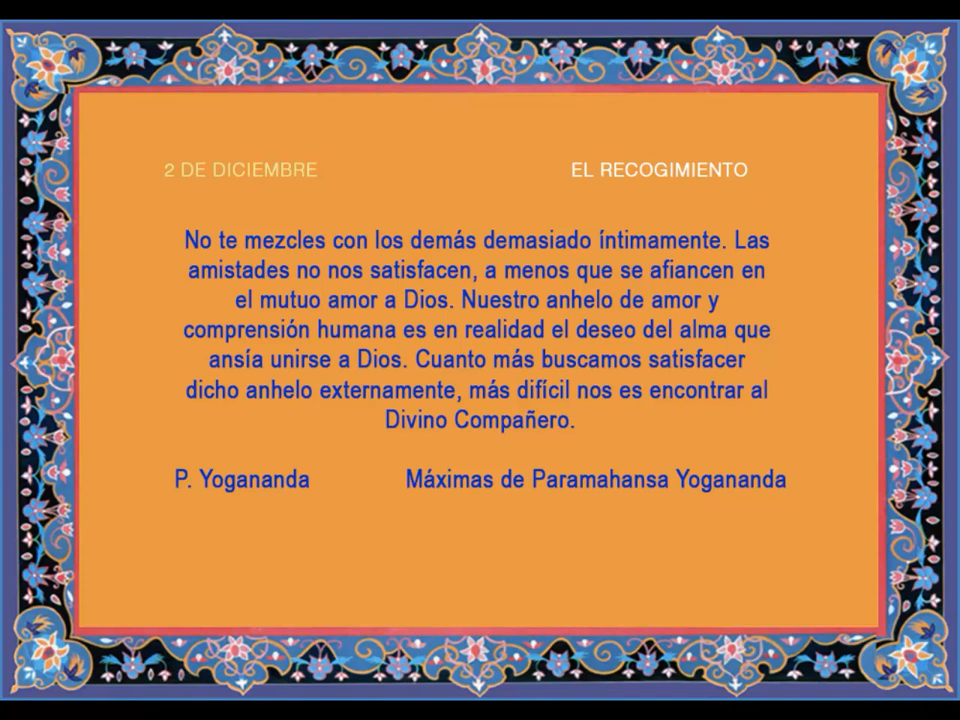 2 DE DICIEMBRE EL RECOGIMIENTO
No te mezcles con los demás demasiado íntimamente. Las
amistades no nos satisfacen, a menos que se afiancen en
el mutuo amor a Dios. Nuestro anhelo de amor y
comprensión humana es en realidad el deseo del alma que
ansía unirse a Dios. Cuanto más buscamos satisfacer
dicho anhelo externamente, más difícil nos es encontrar al
Divino Compañero.
P. Yogananda Máximas de Paramahansa Yogananda